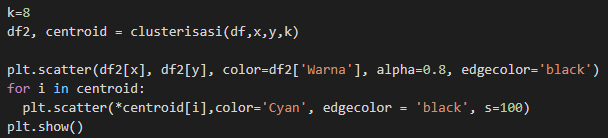 k=8
df2, centroid = clusterisasi(df,x,y,k)
plt.scatter(df2[x], df2[y], color=df2['Warna'], alpha=0.8, edgecolor='black')
for i in centroid:
  plt.scatter(*centroid[i],color='Cyan', edgecolor = 'black', s=100)
plt.show()